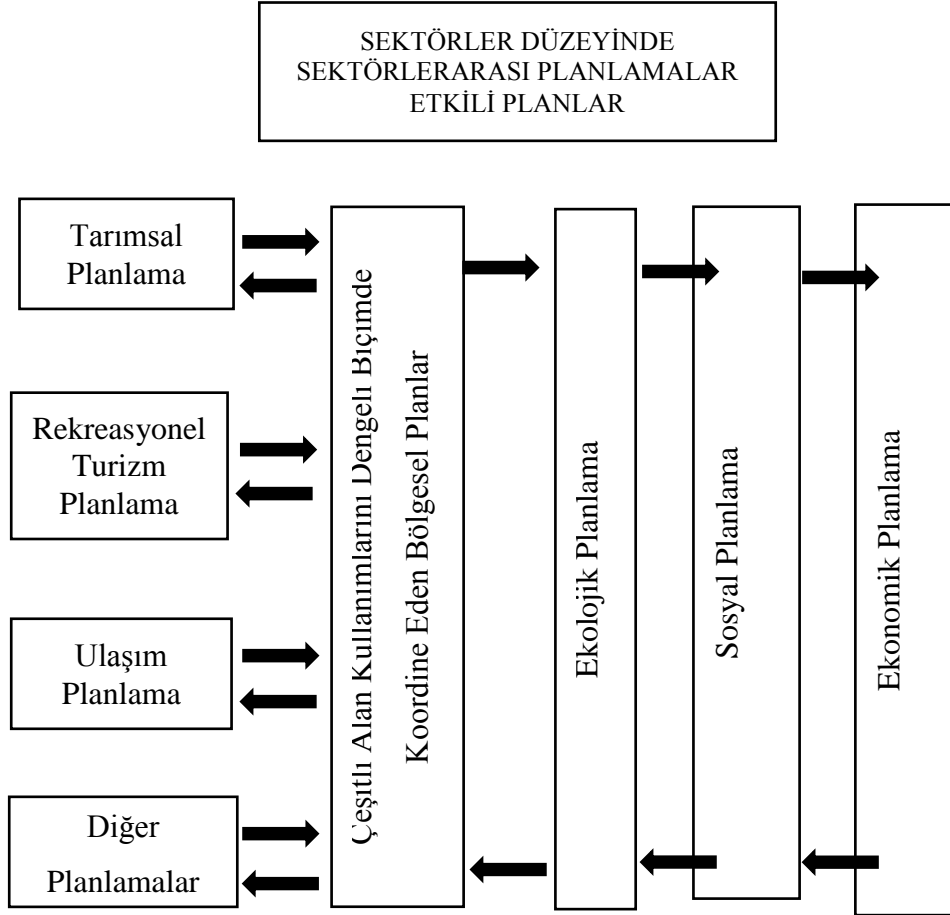 SEKTÖRLER DÜZEYİNDE
SEKTÖRLERARASI PLANLAMALAR
ETKİLİ PLANLAR
Tarımsal
Planlama
Rekreasyonel
Turizm
Planlama
Ulaşım
Planlama
Diğer
Planlamalar
Çeşitli Alan Kullanımlarını Dengeli Biçimde
Koordine Eden Bölgesel Planlar
Ekolojik Planlama
Sosyal Planlama
Ekonomik Planlama